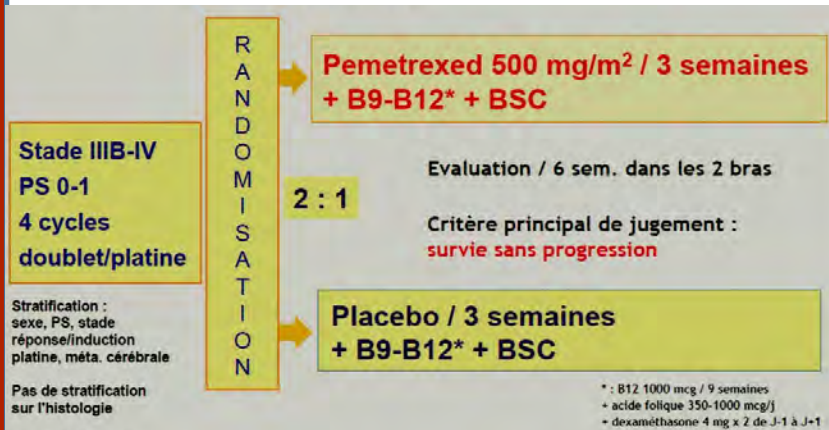 Stade IIIB-IV
PS 0-1
4 cycles
doublet/platine
Stratification :
sexe, PS, stade
réponse/induction
platine, méta. cérébrale
Pas de stratification
sur l'histologie
RANDOMISATION
2 : 1
Pemetrexed 500 mg/m² / 3 semaines
+ B9-B12* + BSC
Evaluation / 6 sem. dans les 2 bras
Critère principal de jugement :
survie sans progression
Placebo / 3 semaines
+ B9-B12* + BSC
* : B12 1000 mcg / 9 semaines
+ acide folique 350-1000 mcg/j
+ dexaméthasone 4 mg x 2 de J-1 à J+1